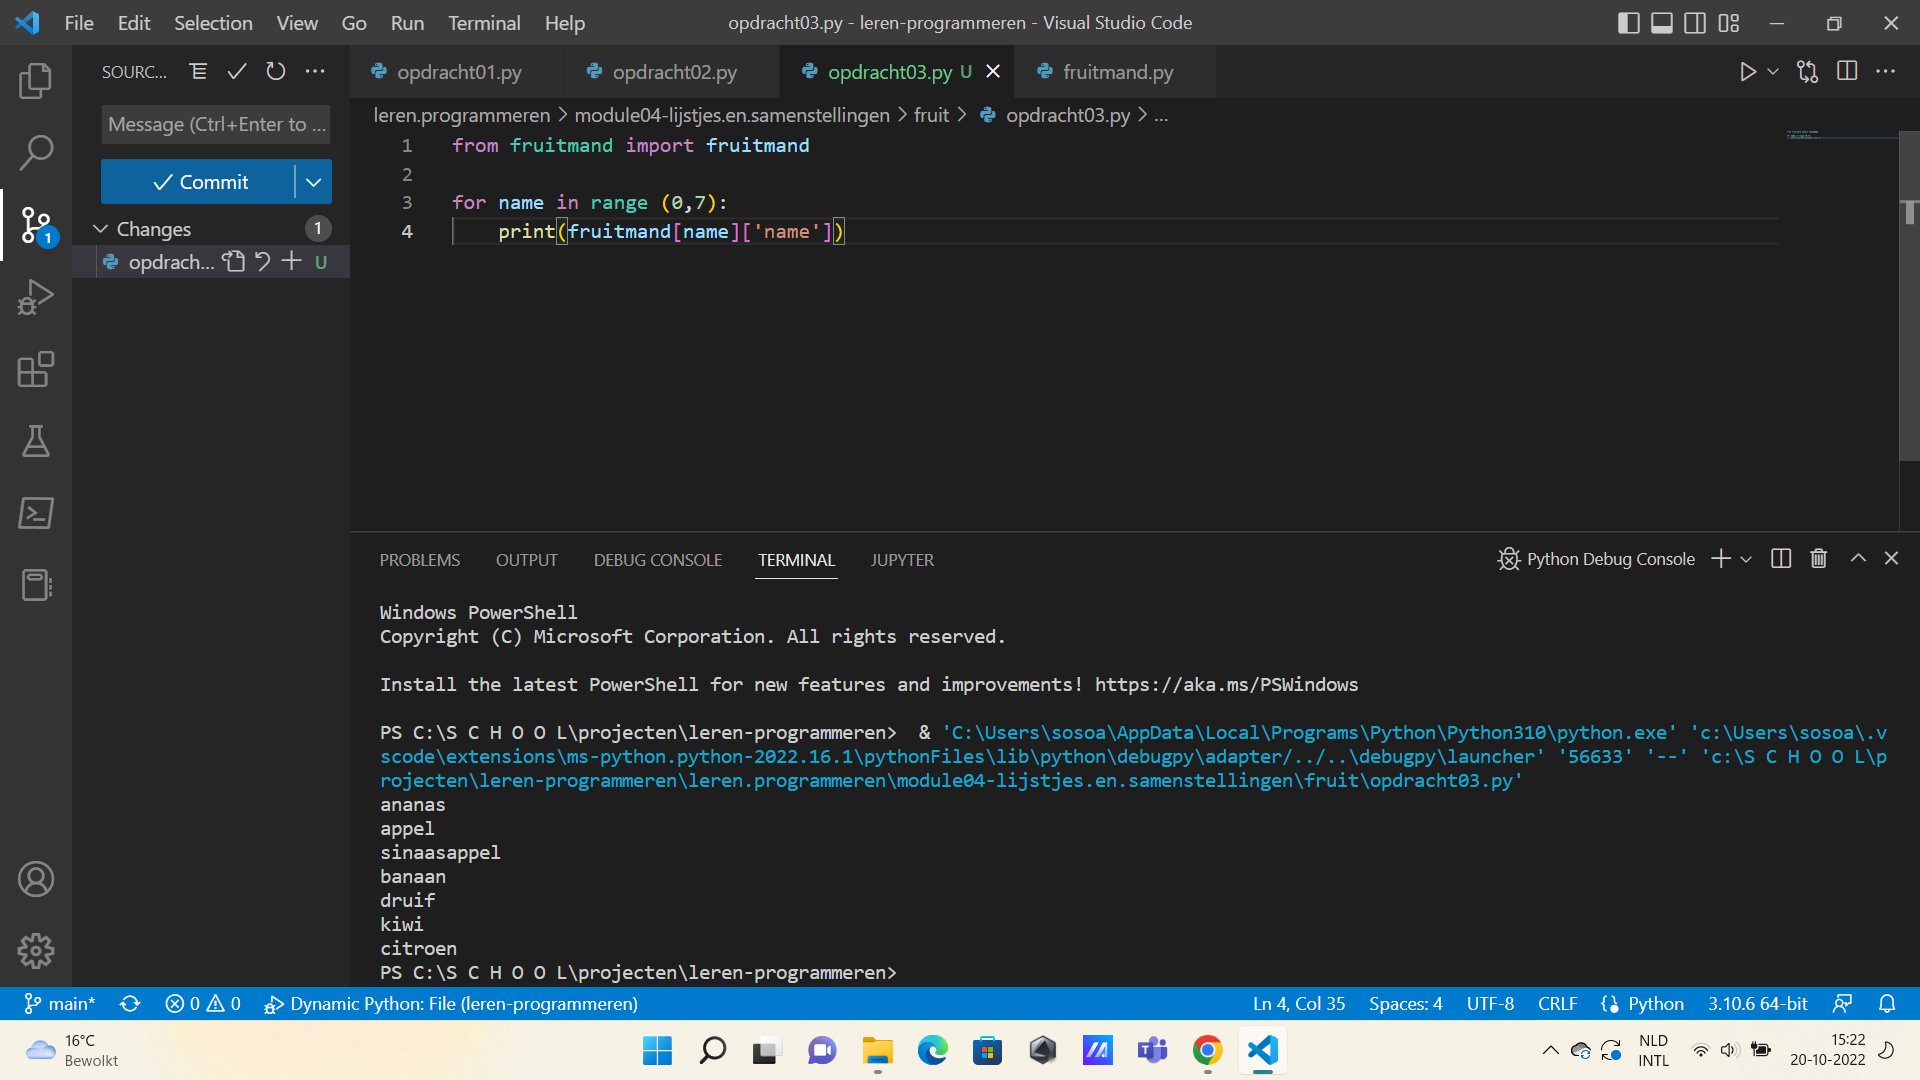 File Edit Selection View Go Run Terminal Help
opdracht03.py - leren-programmeren - Visual Studio Code
SOURC...
opdracht01.py
opdracht02.py
opdracht03.py U
fruitmand.py
Message (Ctrl+Enter to ...
Commit
Changes 1
opdrach... U
1
leren.programmeren > module04-lijstjes.en.samenstellingen > fruit > opdracht03.py > ...
1 from fruitmand import fruitmand
2
3 for name in range (0,7):
4 print(fruitmand[name]['name'])
PROBLEMS OUTPUT DEBUG CONSOLE TERMINAL JUPYTER
Python Debug Console
Windows PowerShell
Copyright (C) Microsoft Corporation. All rights reserved.
Install the latest PowerShell for new features and improvements! https://aka.ms/PSWindows
PS C:\S C H O O L\projecten\leren-programmeren>  & 'C:\Users\sosoa\AppData\Local\Programs\Python\Python310\python.exe' 'c:\Users\sosoa\.v
scode\extensions\ms-python.python-2022.16.1\pythonFiles\lib\python\debugpy\adapter/../..\debugpy\launcher' '56633' '--' 'c:\S C H O O L\p
rojecten\leren-programmeren\leren.programmeren\module04-lijstjes.en.samenstellingen\fruit\opdracht03.py'
ananas
appel
sinaasappel
banaan
druif
kiwi
citroen
PS C:\S C H O O L\projecten\leren-programmeren>
main* 0 0 Dynamic Python: File (leren-programmeren)
Ln 4, Col 35 Spaces: 4 UTF-8 CRLF Python 3.10.6 64-bit
16°C
Bewolkt
NLD
INTL
15:22
20-10-2022